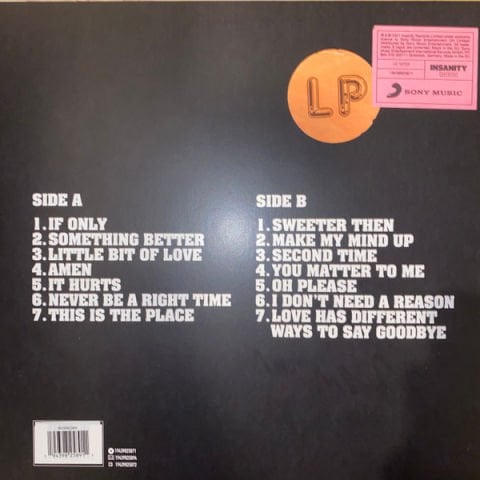 LP
INSANITY
SONY MUSIC
SIDE A
1. IF ONLY
2. SOMETHING BETTER
3. LITTLE BIT OF LOVE
4. AMEN
5. IT HURTS
6. NEVER BE A RIGHT TIME
7. THIS IS THE PLACE
SIDE B
1. SWEETER THEN
2. MAKE MY MIND UP
3. SECOND TIME
4. YOU MATTER TO ME
5. OH PLEASE
6. I DON'T NEED A REASON
7. LOVE HAS DIFFERENT
WAYS TO SAY GOODBYE